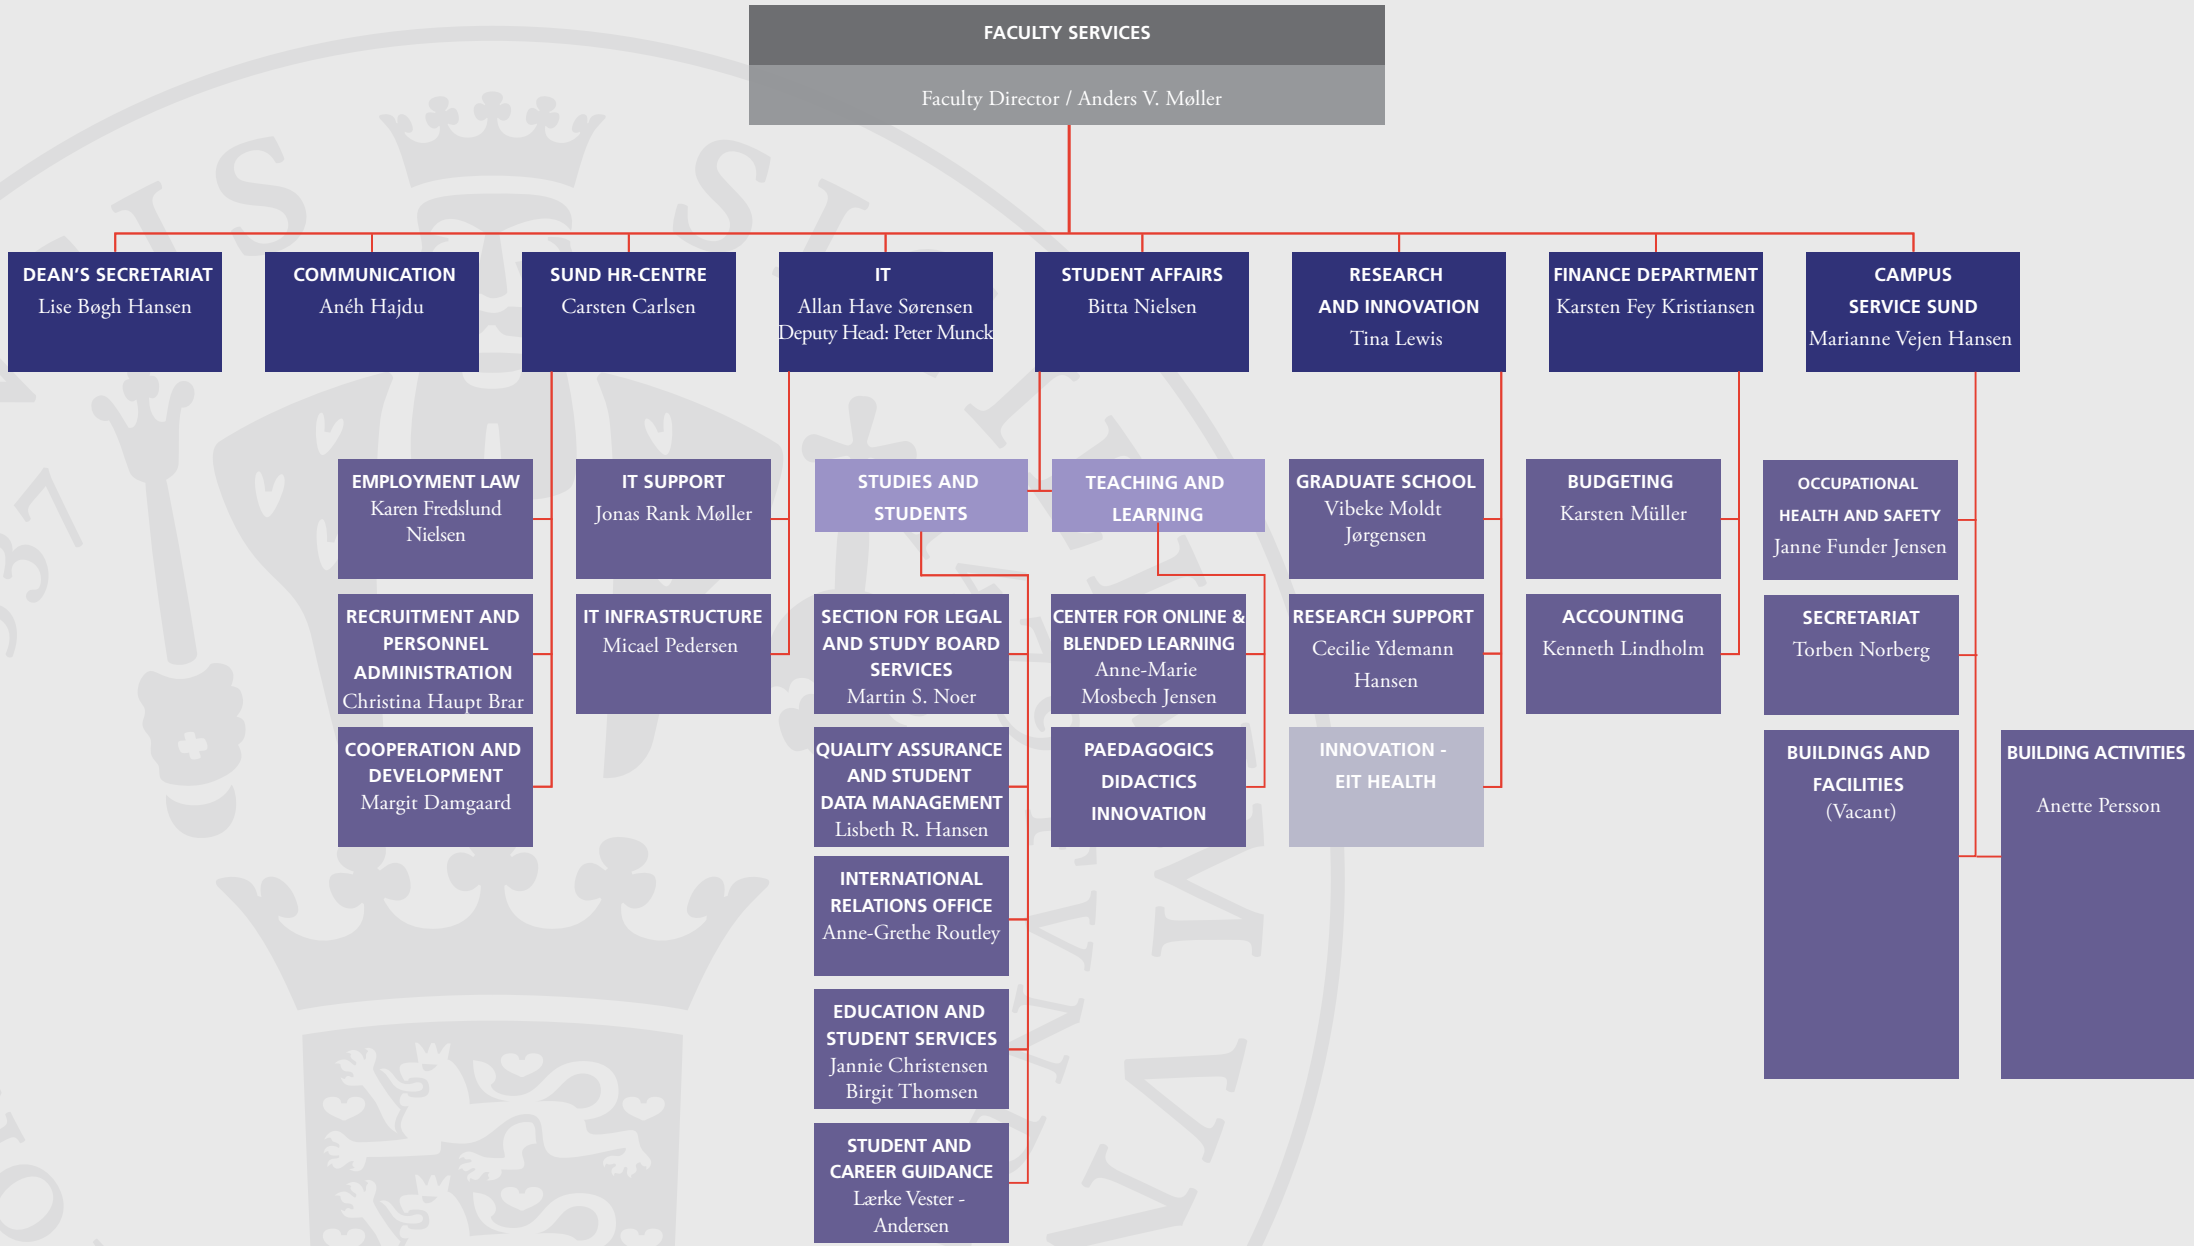 FACULTY SERVICES
Faculty Director / Anders V. Møller
DEAN’S SECRETARIAT
Lise Bøgh Hansen
COMMUNICATION
Anéh Hajdu
SUND HR-CENTRE
Carsten Carlsen
IT
Allan Have Sørensen
Deputy Head: Peter Munck
STUDENT AFFAIRS
Bitta Nielsen
RESEARCH
AND INNOVATION
Tina Lewis
FINANCE DEPARTMENT
Karsten Fey Kristiansen
CAMPUS
SERVICE SUND
Marianne Vejen Hansen
EMPLOYMENT LAW
Karen Fredslund
Nielsen
RECRUITMENT AND
PERSONNEL
ADMINISTRATION
Christina Haupt Brar
COOPERATION AND
DEVELOPMENT
Margit Damgaard
IT SUPPORT
Jonas Rank Møller
IT INFRASTRUCTURE
Micael Pedersen
STUDIES AND
STUDENTS
SECTION FOR LEGAL
AND STUDY BOARD
SERVICES
Martin S. Noer
QUALITY ASSURANCE
AND STUDENT
DATA MANAGEMENT
Lisbeth R. Hansen
INTERNATIONAL
RELATIONS OFFICE
Anne-Grethe Routley
EDUCATION AND
STUDENT SERVICES
Jannie Christensen
Birgit Thomsen
STUDENT AND
CAREER GUIDANCE
Lærke Vester -
Andersen
TEACHING AND
LEARNING
CENTER FOR ONLINE &
BLENDED LEARNING
Anne-Marie
Mosbech Jensen
PAEDAGOGICS
DIDACTICS
INNOVATION
GRADUATE SCHOOL
Vibeke Moldt
Jørgensen
RESEARCH SUPPORT
Cecilie Ydemann
Hansen
INNOVATION -
EIT HEALTH
BUDGETING
Karsten Müller
ACCOUNTING
Kenneth Lindholm
OCCUPATIONAL
HEALTH AND SAFETY
Janne Funder Jensen
SECRETARIAT
Torben Norberg
BUILDINGS AND
FACILITIES
(Vacant)
BUILDING ACTIVITIES
Anette Persson